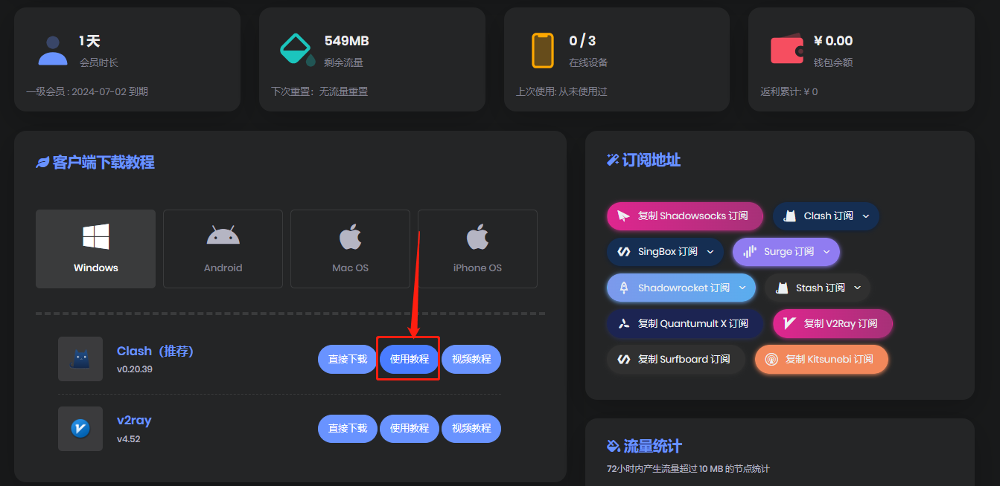 1 天
会员时长
一级会员 : 2024-07-02 到期
549MB
剩余流量
下次重置：无流量重置
0 / 3
在线设备
上次使用: 从未使用过
¥ 0.00
钱包余额
返利累计: ¥ 0
客户端下载教程
Windows
Android
Mac OS
iPhone OS
Clash（推荐）
v0.20.39
直接下载
使用教程
视频教程
v2ray
v4.52
直接下载
使用教程
视频教程
订阅地址
复制 Shadowsocks 订阅
Clash 订阅
SingBox 订阅
Surge 订阅
Shadowrocket 订阅
Stash 订阅
复制 Quantumult X 订阅
复制 V2Ray 订阅
复制 Surfboard 订阅
复制 Kitsunebi 订阅
流量统计
72小时内产生流量超过 10 MB 的节点统计